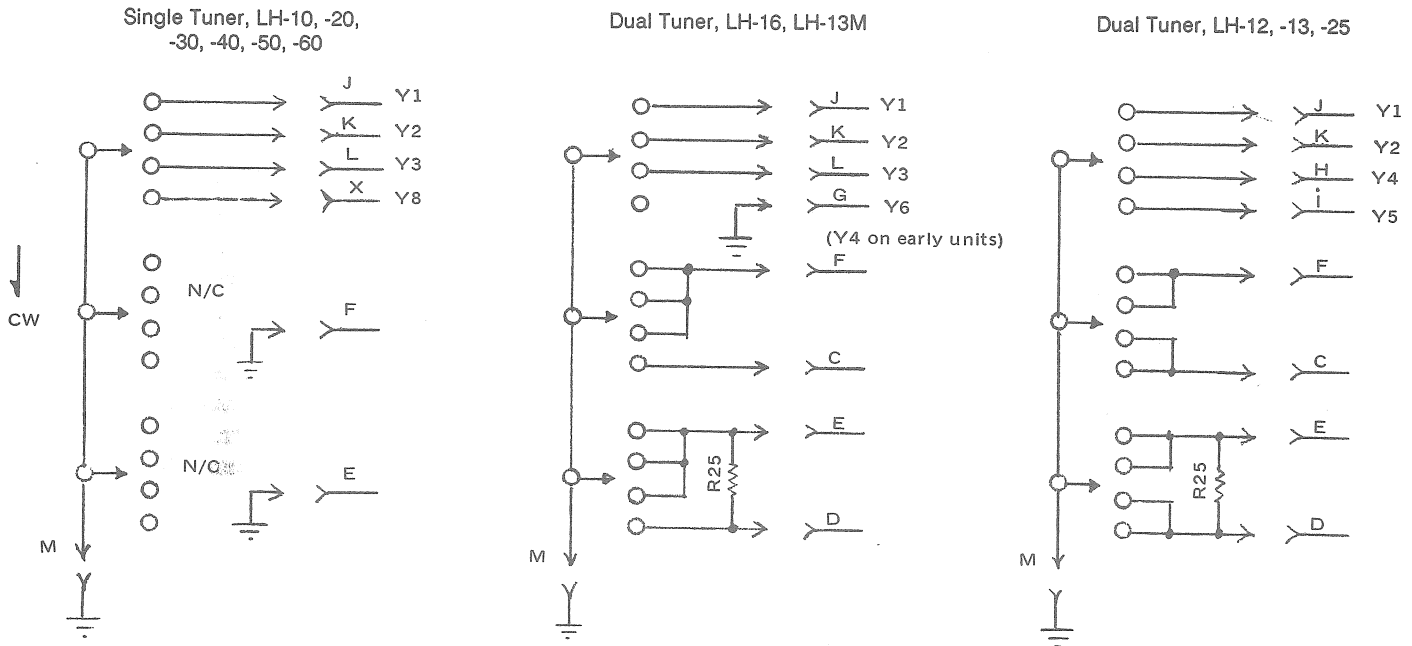 Single Tuner, LH-10, -20,
-30, -40, -50, -60
J Y1
K Y2
L Y3
X Y8
N/C
CW
F
N/C
E
M
Dual Tuner, LH-16, LH-13M
J Y1
K Y2
L Y3
G Y6
(Y4 on early units)
F
C
E
R25
D
M
Dual Tuner, LH-12, -13, -25
J Y1
K Y2
H Y4
i Y5
F
C
E
R25
D
M